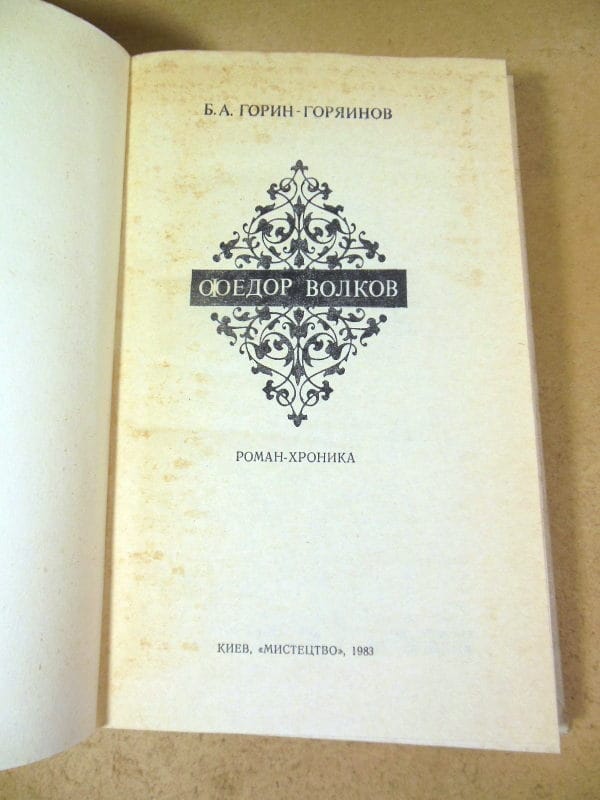 Б. А. ГОРИН-ГОРЯИНОВ
ФЕДОР ВОЛКОВ
РОМАН-ХРОНИКА
КИЕВ, «МИСТЕЦТВО», 1983